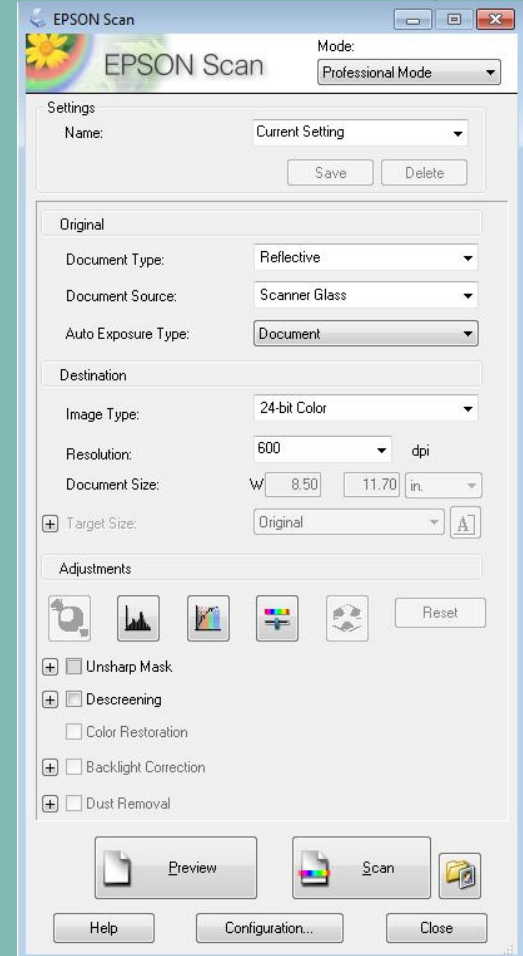 EPSON Scan
EPSON Scan
Mode:
Professional Mode
Settings
Name: Current Setting
Save Delete
Original
Document Type: Reflective
Document Source: Scanner Glass
Auto Exposure Type: Document
Destination
Image Type: 24-bit Color
Resolution: 600 dpi
Document Size: W 8.50 11.70 in.
Target Size: Original A
Adjustments
Reset
Unsharp Mask
Descreening
Color Restoration
Backlight Correction
Dust Removal
Preview Scan
Help Configuration... Close